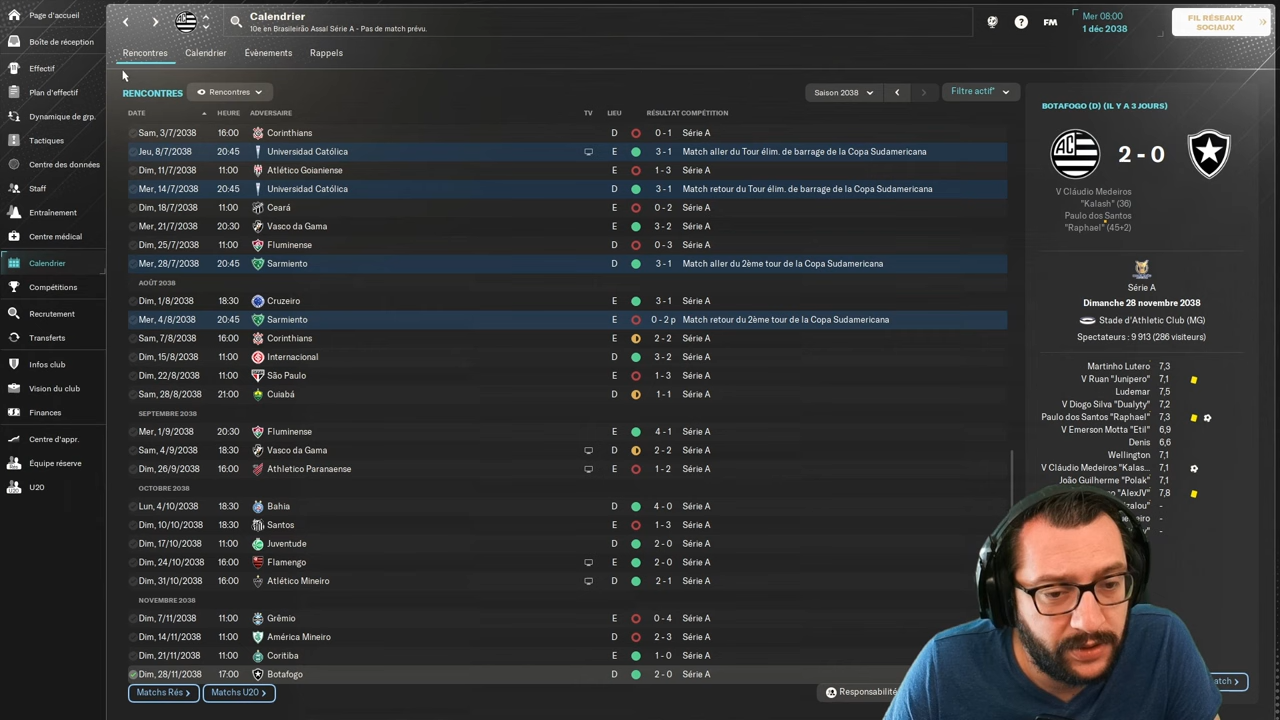 Page d'accueil
Boîte de réception
Effectif
Plan d'effectif
Dynamique de grp.
Tactiques
Centre des données
Staff
Entraînement
Centre médical
Calendrier
Compétitions
Recrutement
Transferts
Infos club
Vision du club
Finances
Centre d'appr.
Équipe réserve
U20
Calendrier
10e en Brasileirão Assaí Série A - Pas de match prévu.
FM
Mer 08:00
1 déc 2038
FIL RÉSEAUX
SOCIAUX
Rencontres Calendrier Évènements Rappels
RENCONTRES Rencontres Saison 2038 Filtre actif*
DATE HEURE ADVERSAIRE TV LIEU RÉSULTAT COMPÉTITION
Sam, 3/7/2038 16:00 Corinthians D 0 - 1 Série A
Jeu, 8/7/2038 20:45 Universidad Católica D 3 - 1 Match aller du Tour élim. de barrage de la Copa Sudamericana
Dim, 11/7/2038 18:30 Atlético Goianiense E 1 - 3 Série A
Mer, 14/7/2038 20:45 Universidad Católica E 3 - 1 Match retour du Tour élim. de barrage de la Copa Sudamericana
Dim, 18/7/2038 11:00 Ceará D 0 - 2 Série A
Mer, 21/7/2038 20:30 Vasco da Gama E 3 - 2 Série A
Dim, 25/7/2038 11:00 Fluminense D 0 - 3 Série A
Mer, 28/7/2038 20:45 Sarmiento D 3 - 1 Match aller du 2ème tour de la Copa Sudamericana
AOÛT 2038
Dim, 1/8/2038 18:30 Cruzeiro E 3 - 1 Série A
Mer, 4/8/2038 20:45 Sarmiento E 0 - 2 p Match retour du 2ème tour de la Copa Sudamericana
Sam, 7/8/2038 16:00 Corinthians E 2 - 2 Série A
Dim, 15/8/2038 11:00 Internacional D 3 - 2 Série A
Dim, 22/8/2038 11:00 São Paulo E 1 - 3 Série A
Sam, 28/8/2038 21:00 Cuiabá D 1 - 1 Série A
SEPTEMBRE 2038
Mer, 1/9/2038 20:30 Fluminense E 4 - 1 Série A
Sam, 4/9/2038 18:30 Vasco da Gama D 2 - 2 Série A
Dim, 26/9/2038 16:00 Athletico Paranaense E 1 - 2 Série A
OCTOBRE 2038
Lun, 4/10/2038 18:30 Bahia D 4 - 0 Série A
Dim, 10/10/2038 18:30 Santos E 1 - 3 Série A
Dim, 17/10/2038 11:00 Juventude D 2 - 0 Série A
Dim, 24/10/2038 16:00 Flamengo E 2 - 0 Série A
Dim, 31/10/2038 16:00 Atlético Mineiro D 2 - 1 Série A
NOVEMBRE 2038
Dim, 7/11/2038 11:00 Grêmio E 0 - 4 Série A
Dim, 14/11/2038 11:00 América Mineiro D 2 - 3 Série A
Dim, 21/11/2038 11:00 Coritiba E 1 - 0 Série A
Dim, 28/11/2038 17:00 Botafogo D 2 - 0 Série A
Matchs Rés Matchs U20 Responsabilité
BOTAFOGO (D) (IL Y A 3 JOURS)
2 - 0
V Cláudio Medeiros
"Kalash" (36)
Paulo dos Santos
"Raphael" (45+2)
Série A
Dimanche 28 novembre 2038
Stade d'Athletic Club (MG)
Spectateurs : 9 913 (286 visiteurs)
Martinho Lutero 7,3
V Ruan "Junipero" 7,1
Ludemar 7,5
V Diogo Silva "Dualyty" 7,2
Paulo dos Santos "Raphael" 7,3
V Emerson Motta "Etil" 6,9
Denis 6,6
Wellington 7,1
V Cláudio Medeiros "Kalas... 7,1
João Guilherme "Polak" 7,1
"AlexJV" 7,8